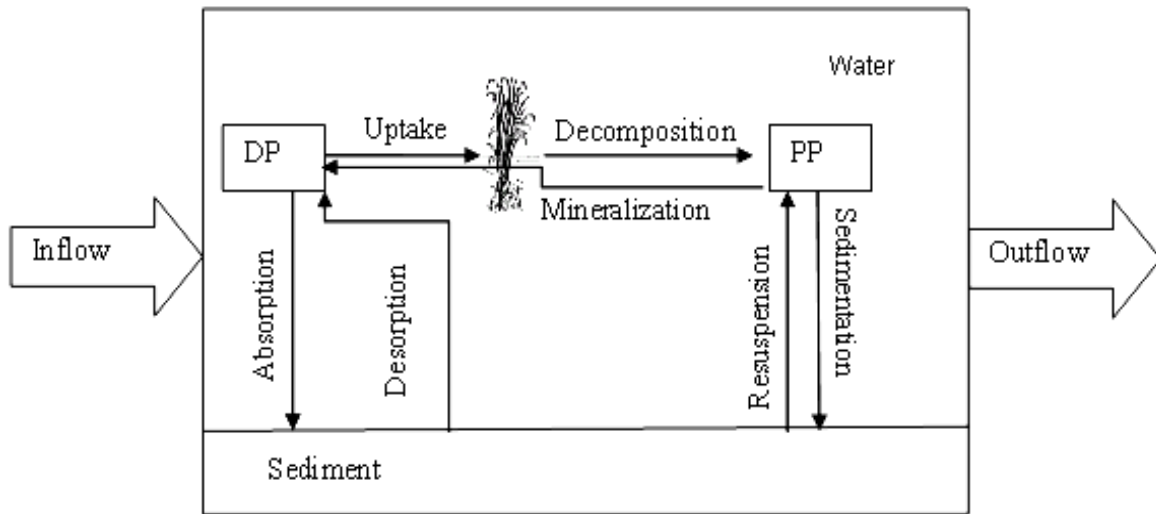 Water
Uptake
Decomposition
DP
PP
Mineralization
Inflow
Absorption
Desorption
Resuspension
Sedimentation
Outflow
Sediment